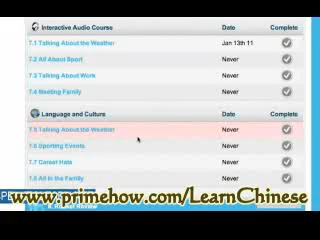 Interactive Audio Course Date Complete
7.1 Talking About the Weather Jan 13th 11
7.2 All About Sport Never
7.3 Talking About Work Never
7.4 Meeting Family Never
Language and Culture Date Complete
7.5 Talking About the Weather Never
7.6 Sporting Events Never
7.7 Career Hats Never
7.8 All in the Family Never
www.primehow.com/LearnChinese